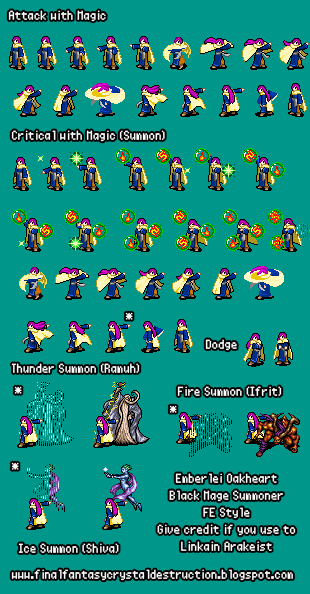 Attack with Magic
Critical with Magic (Summon)
Dodge
Thunder Summon (Ramuh)
Fire Summon (Ifrit)
Emberlei Oakheart
Black Mage Summoner
FE Style
Give credit if you use to
Linkain Arakeist
Ice Summon (Shiva)
www.finalfantasycrystaldestruction.blogspot.com